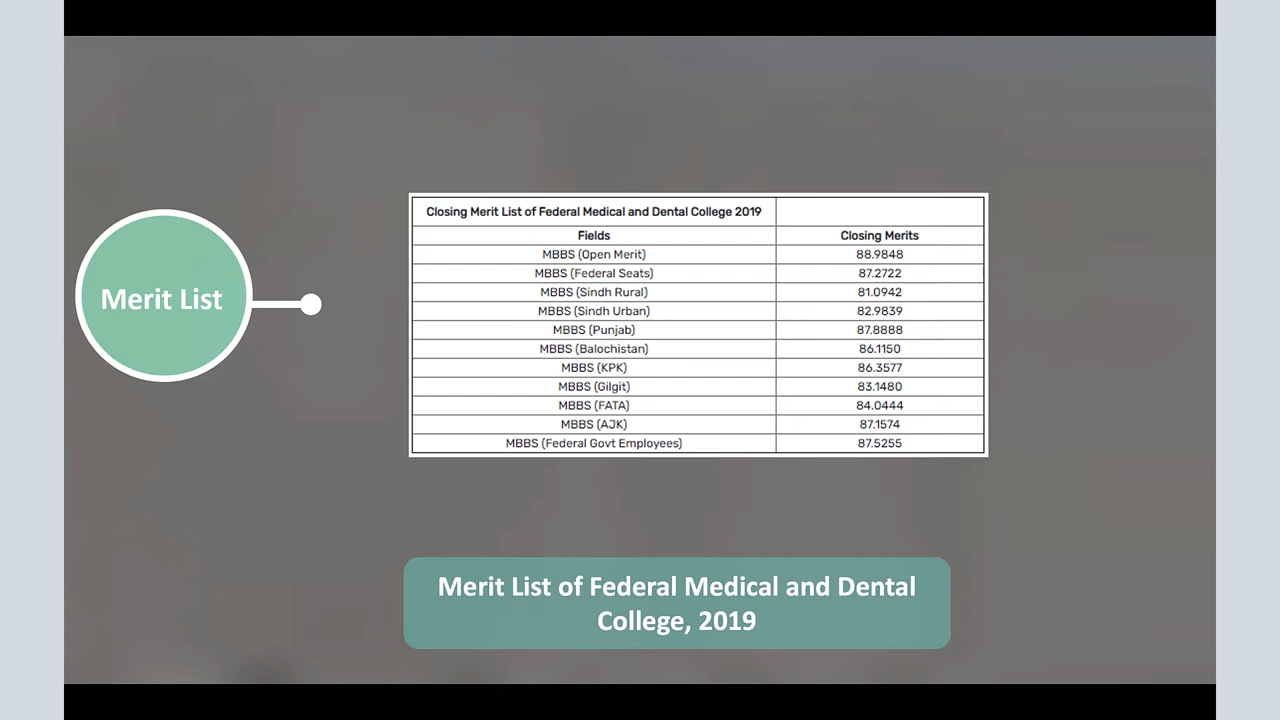 Merit List
Closing Merit List of Federal Medical and Dental College 2019
Fields Closing Merits
MBBS (Open Merit) 88.9848
MBBS (Federal Seats) 87.2722
MBBS (Sindh Rural) 81.0942
MBBS (Sindh Urban) 82.9839
MBBS (Punjab) 87.8888
MBBS (Balochistan) 86.1150
MBBS (KPK) 86.3577
MBBS (Gilgit) 83.1480
MBBS (FATA) 84.0444
MBBS (AJK) 87.1574
MBBS (Federal Govt Employees) 87.5255
Merit List of Federal Medical and Dental
College, 2019